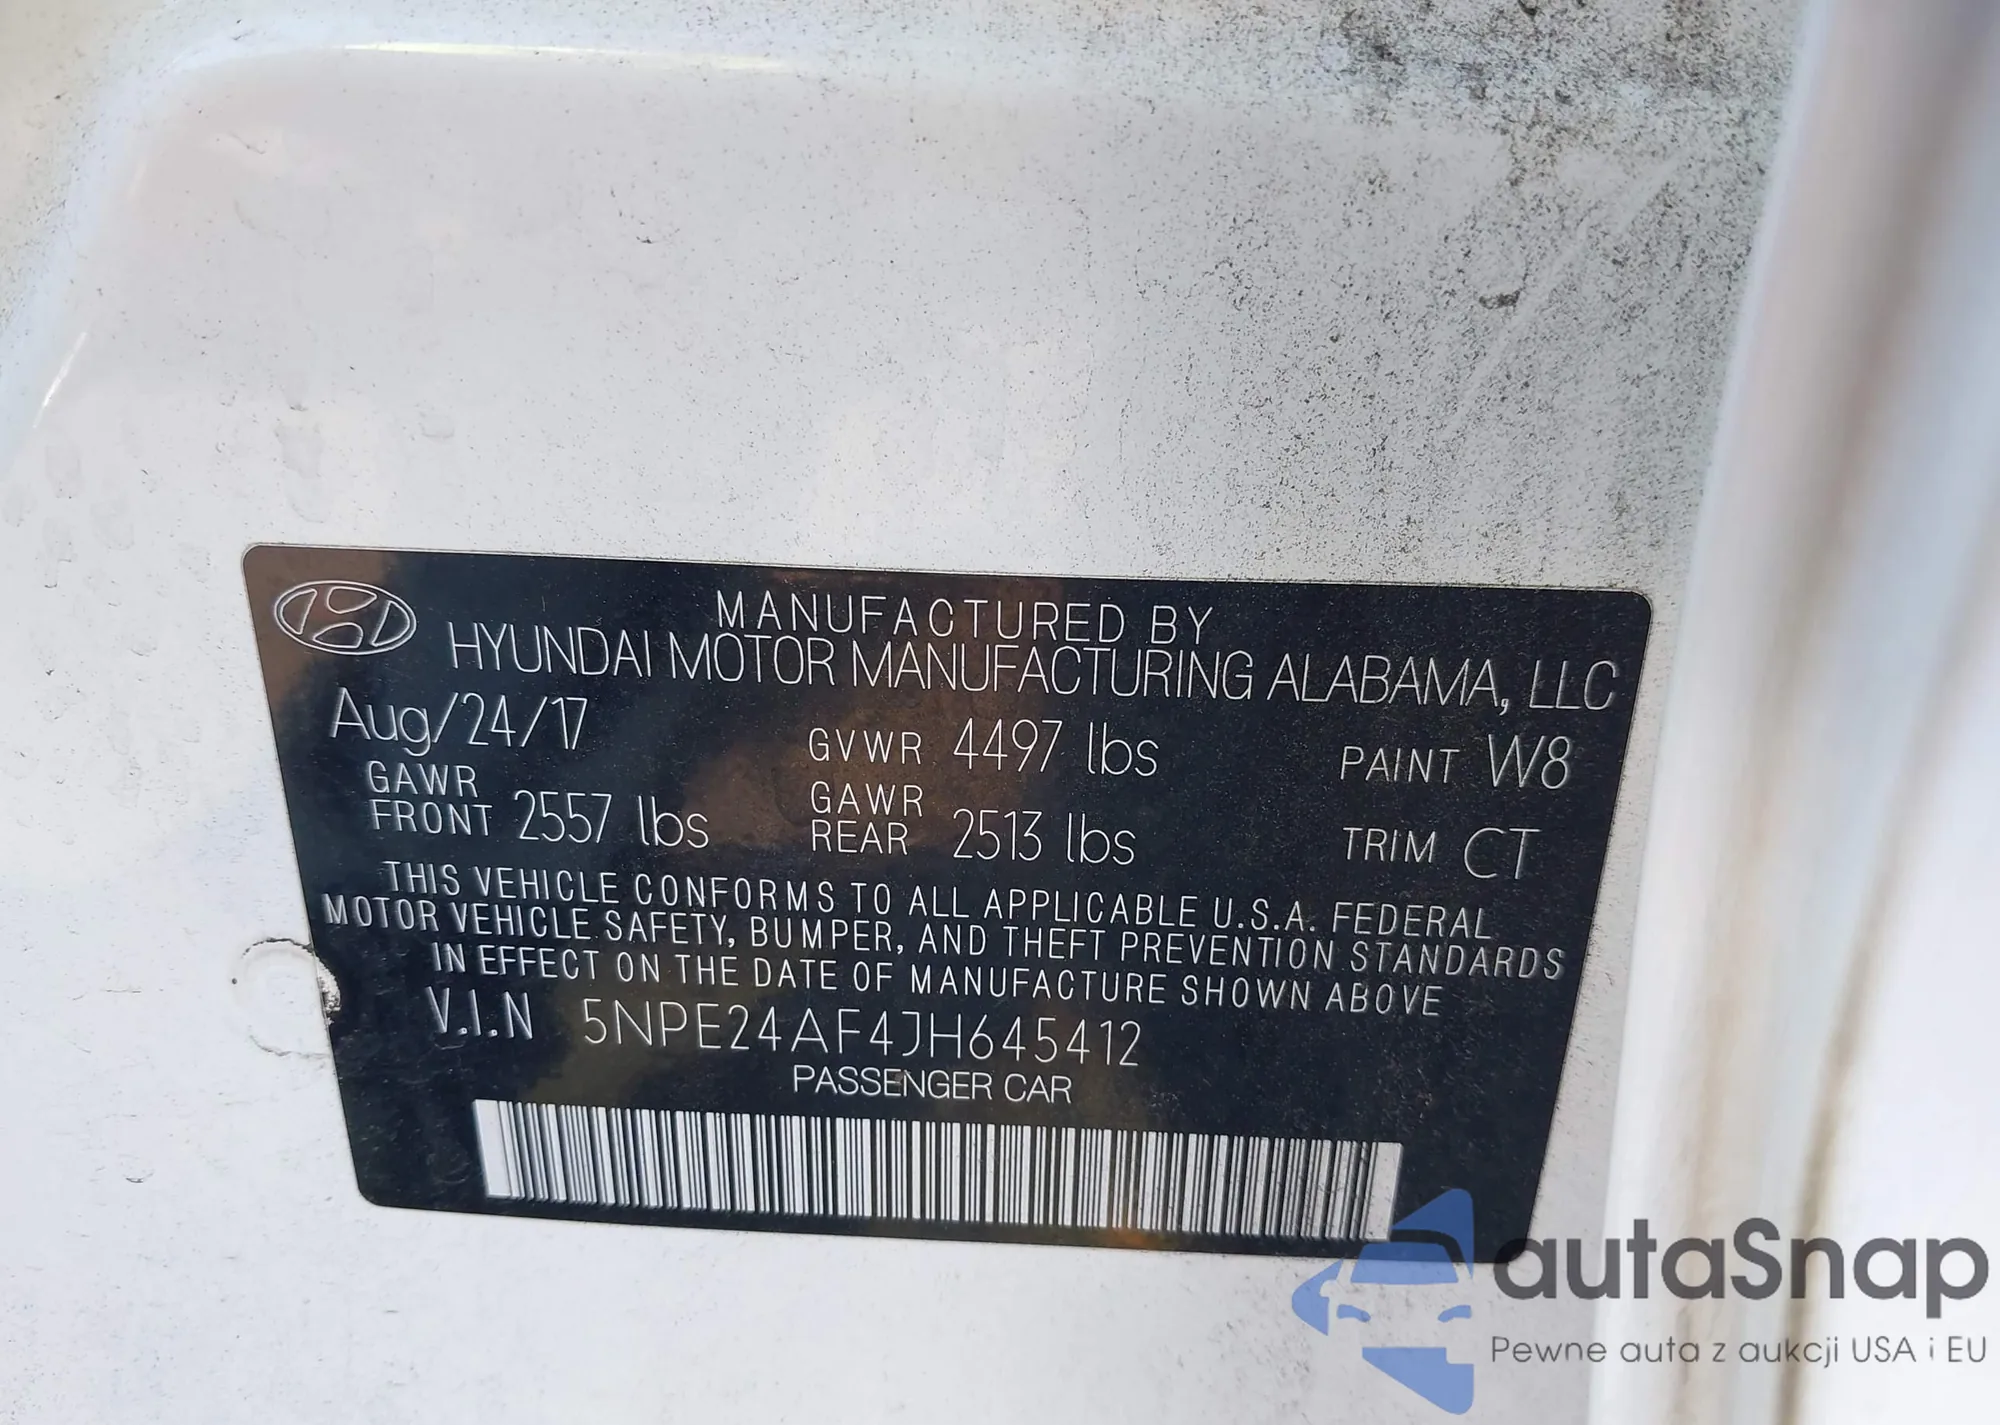 MANUFACTURED BY
HYUNDAI MOTOR MANUFACTURING ALABAMA, LLC
Aug/24/17 GVWR 4497 lbs PAINT W8
GAWR FRONT 2557 lbs GAWR REAR 2513 lbs TRIM CT
THIS VEHICLE CONFORMS TO ALL APPLICABLE U.S.A. FEDERAL
MOTOR VEHICLE SAFETY, BUMPER, AND THEFT PREVENTION STANDARDS
IN EFFECT ON THE DATE OF MANUFACTURE SHOWN ABOVE
V.I.N 5NPE24AF4JH645412
PASSENGER CAR
autaSnap
Pewne auta z aukcji USA i EU